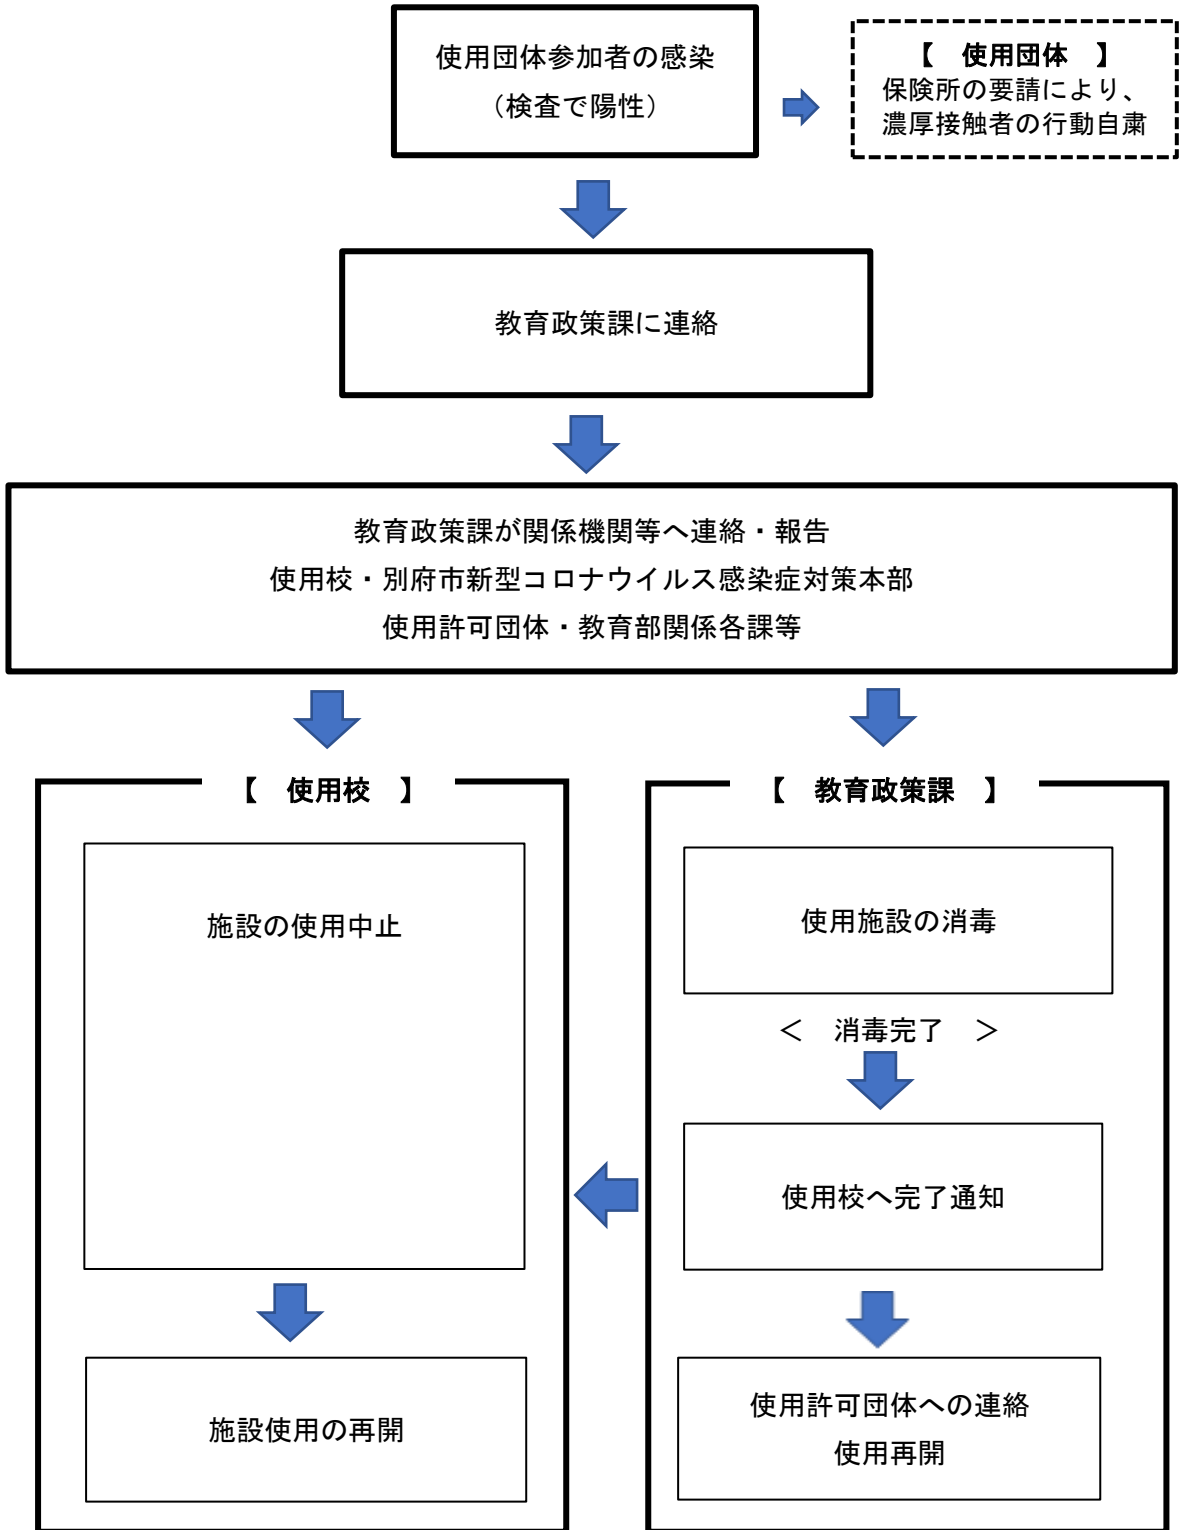 使用団体参加者の感染
（検査で陽性）
【　使用団体　】
保険所の要請により、
濃厚接触者の行動自粛
教育政策課に連絡
教育政策課が関係機関等へ連絡・報告
使用校・別府市新型コロナウイルス感染症対策本部
使用許可団体・教育部関係各課等
【　使用校　】
施設の使用中止
施設使用の再開
【　教育政策課　】
使用施設の消毒
＜　消毒完了　＞
使用校へ完了通知
使用許可団体への連絡
使用再開